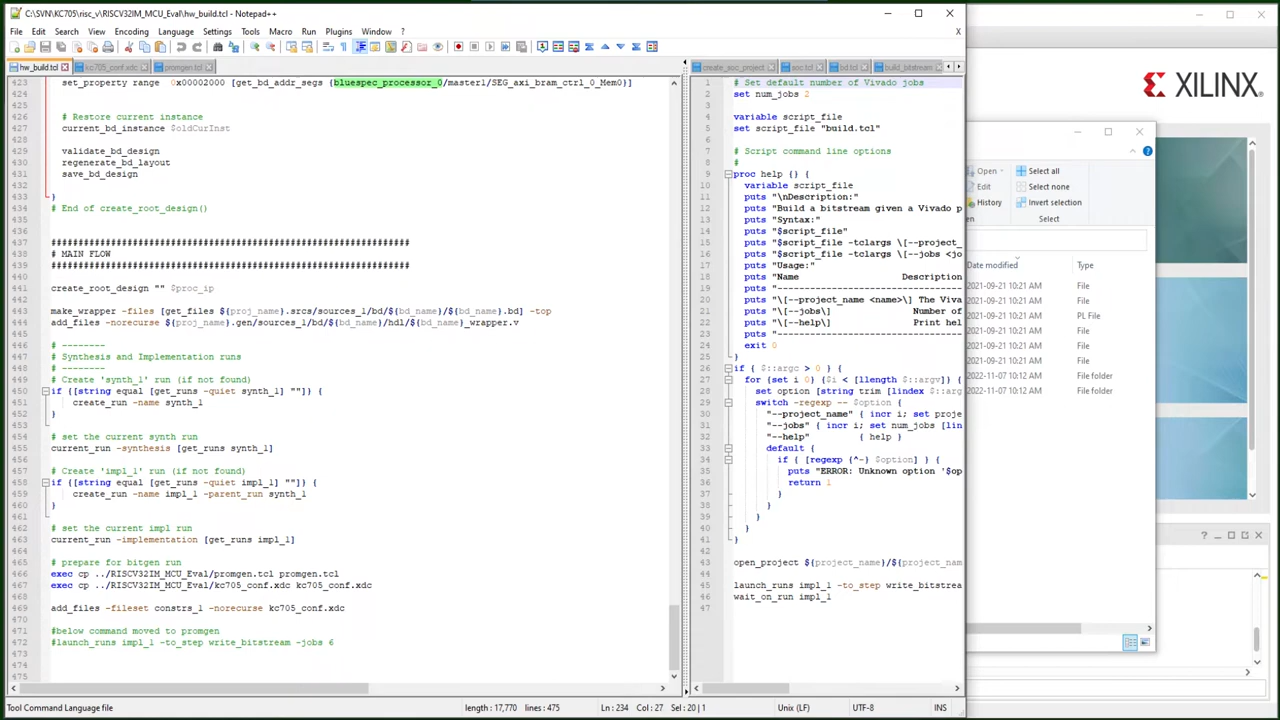 C:\SVN\KC705\risc_v\RISCV32IM_MCU_Eval\hw_build.tcl - Notepad++
File Edit Search View Encoding Language Settings Tools Macro Run Plugins Window ? X
hw_build.tcl kc705_conf.xdc promgen.tcl
423 set_property range 0x00002000 [get_bd_addr_segs {bluespec_processor_0/master1/SEG_axi_bram_ctrl_0_Mem0}]
424
426 # Restore current instance
427 current_bd_instance $oldCurInst
428
429 validate_bd_design
430 regenerate_bd_layout
431 save_bd_design
432
433 }
434 # End of create_root_design()
435
437 ######################################################################
438 # MAIN FLOW
439 ######################################################################
440
441 create_root_design "" $proc_ip
442
443 make_wrapper -files [get_files ${proj_name}.srcs/sources_1/bd/${bd_name}/${bd_name}.bd] -top
444 add_files -norecurse ${proj_name}.gen/sources_1/bd/${bd_name}/hdl/${bd_name}_wrapper.v
445
446 # --------
447 # Synthesis and Implementation runs
448 # --------
449 # Create 'synth_1' run (if not found)
450 if {[string equal [get_runs -quiet synth_1] ""]} {
451 create_run -name synth_1
452 }
453
454 # set the current synth run
455 current_run -synthesis [get_runs synth_1]
456
457 # Create 'impl_1' run (if not found)
458 if {[string equal [get_runs -quiet impl_1] ""]} {
459 create_run -name impl_1 -parent_run synth_1
460 }
461
462 # set the current impl run
463 current_run -implementation [get_runs impl_1]
464
465 # prepare for bitgen run
466 exec cp ../RISCV32IM_MCU_Eval/promgen.tcl promgen.tcl
467 exec cp ../RISCV32IM_MCU_Eval/kc705_conf.xdc kc705_conf.xdc
468
469 add_files -fileset constrs_1 -norecurse kc705_conf.xdc
470
471 #below command moved to promgen
472 #launch_runs impl_1 -to_step write_bitstream -jobs 6
473
474
475
create_soc_project soc.tcl bd.tcl build_bitstream
1 # Set default number of Vivado jobs
2 set num_jobs 2
4 variable script_file
5 set script_file "build.tcl"
6
7 # Script command line options
8 #
9 proc help {} {
10 variable script_file
11 puts "\nDescription:"
12 puts "Build a bitstream given a Vivado p
13 puts "Syntax:"
14 puts "$script_file"
15 puts "$script_file -tclargs \[--project_
16 puts "$script_file -tclargs \[--jobs <jo
17 puts "Usage:"
18 puts "Name Description
19 puts "-----------------------------------
20 puts "\[--project_name <name>\] The Viva
21 puts "\[--jobs\] Number of
22 puts "\[--help\] Print hel
23 puts "-----------------------------------
24 exit 0
25 }
26 if { $::argc > 0 } {
27 for {set i 0} {$i < [llength $::argv]} {
28 set option [string trim [lindex $::arg
29 switch -regexp -- $option {
30 "--project_name" { incr i; set proje
31 "--jobs" { incr i; set num_jobs [lin
32 "--help" { help }
33 default {
34 if { [regexp {^-} $option] } {
35 puts "ERROR: Unknown option '$op
36 return 1
37 }
38 }
39 }
40 }
41 }
42
43 open_project ${project_name}/${project_name
45 launch_runs impl_1 -to_step write_bitstrea
46 wait_on_run impl_1
47
Tool Command Language file length : 17,770 lines : 475 Ln : 234 Col : 27 Sel : 20 | 1 Unix (LF) UTF-8 INS
XILINX
Open Select all
Edit Select none
History Invert selection
Select
Date modified Type
2021-09-21 10:21 AM File
2021-09-21 10:21 AM PL File
2021-09-21 10:21 AM File
2021-09-21 10:21 AM File
2021-09-21 10:21 AM File
2021-09-21 10:21 AM File
2022-11-07 10:12 AM File folder
2022-11-07 10:12 AM File folder